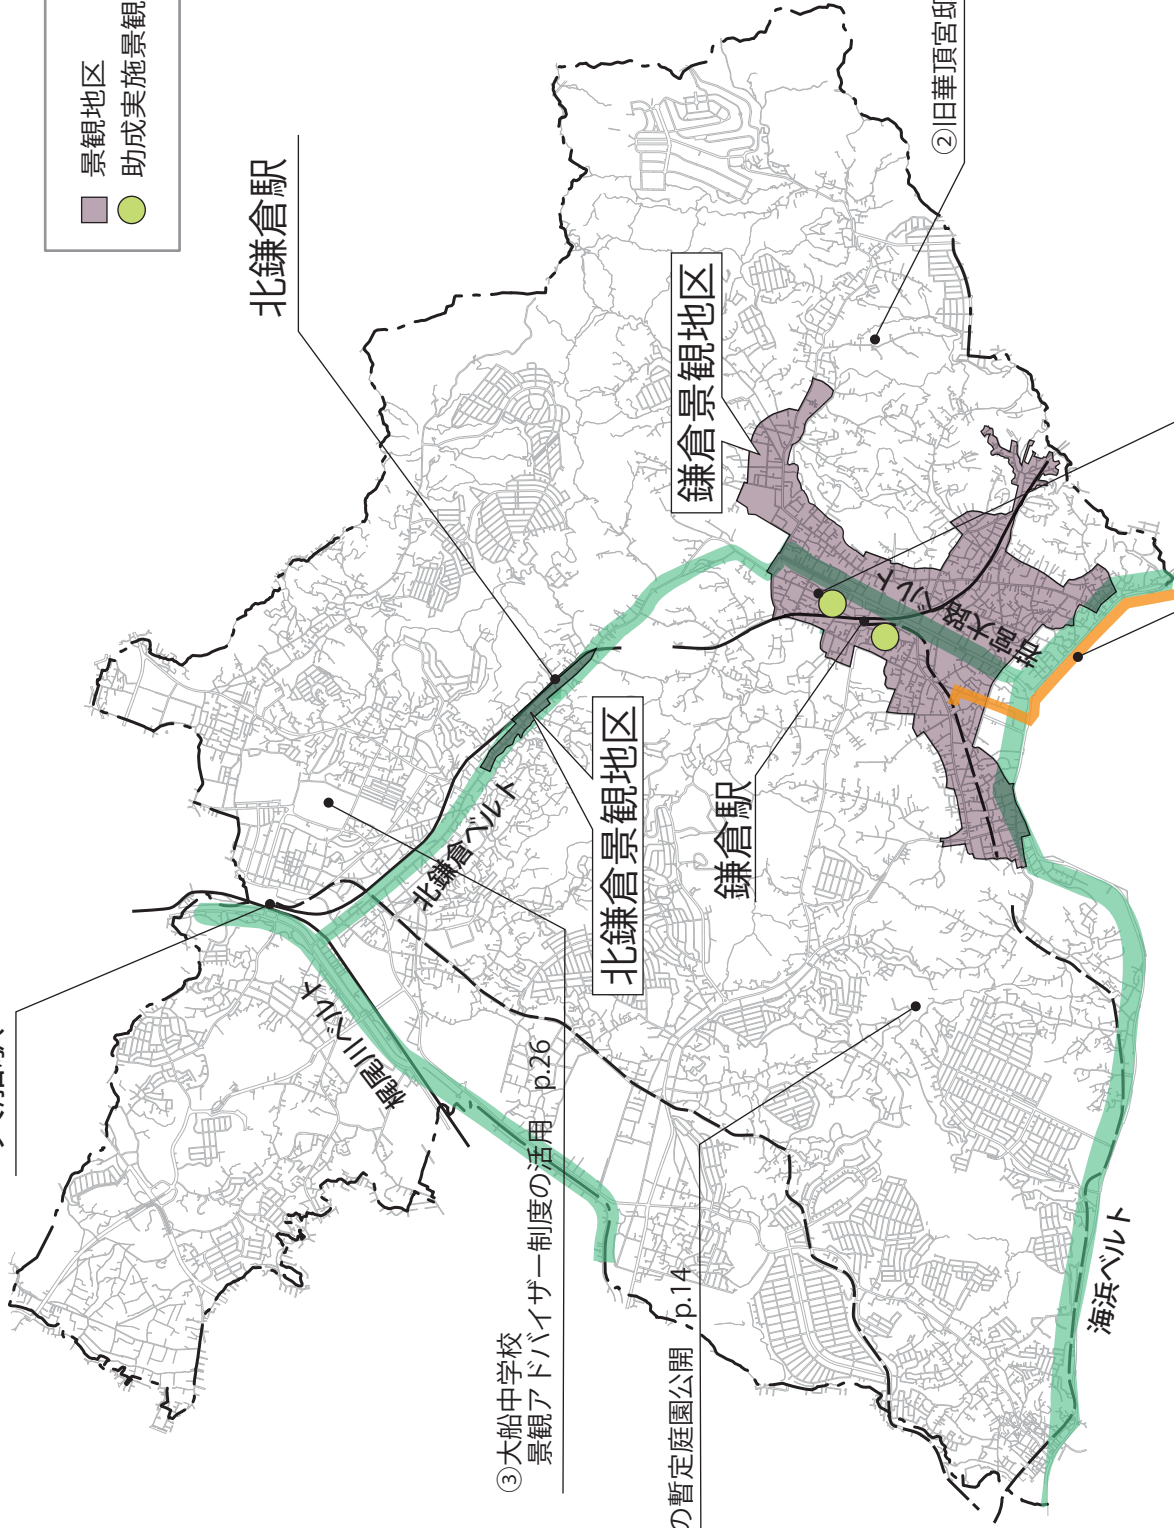 景観地区
助成実施景観
北鎌倉駅
②旧華頂宮邸
鎌倉景観地区
若宮大路ベルト
北鎌倉ベルト
北鎌倉景観地区
鎌倉駅
柏尾川ベルト
③大船中学校
景観アドバイザー制度の活用 p.26
の暫定庭園公開 p.14
海浜ベルト